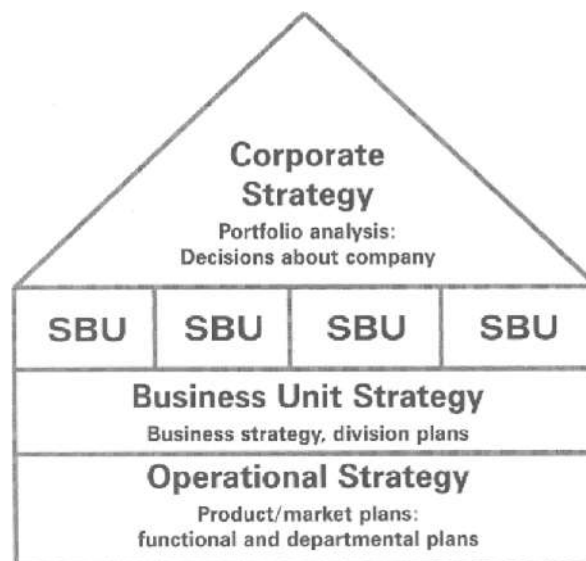 Corporate
Strategy
Portfolio analysis:
Decisions about company
SBU SBU SBU SBU
Business Unit Strategy
Business strategy, division plans
Operational Strategy
Product/market plans:
functional and departmental plans